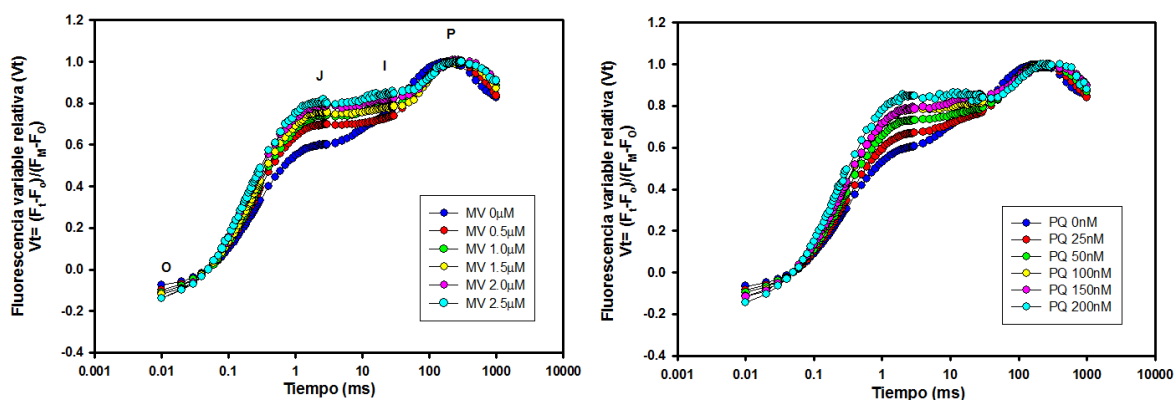 Fluorescencia variable relativa (Vt)
Vt= (Ft-Fo)/(FM-FO)
1.2
1.0
0.8
0.6
0.4
0.2
0.0
-0.2
-0.4
O
J
I
P
MV 0µM
MV 0.5µM
MV 1.0µM
MV 1.5µM
MV 2.0µM
MV 2.5µM
0.001 0.01 0.1 1 10 100 1000 10000
Tiempo (ms)
Fluorescencia variable relativa (Vt)
Vt= (Ft-Fo)/(FM-FO)
1.2
1.0
0.8
0.6
0.4
0.2
0.0
-0.2
-0.4
PQ 0nM
PQ 25nM
PQ 50nM
PQ 100nM
PQ 150nM
PQ 200nM
0.001 0.01 0.1 1 10 100 1000 10000
Tiempo (ms)